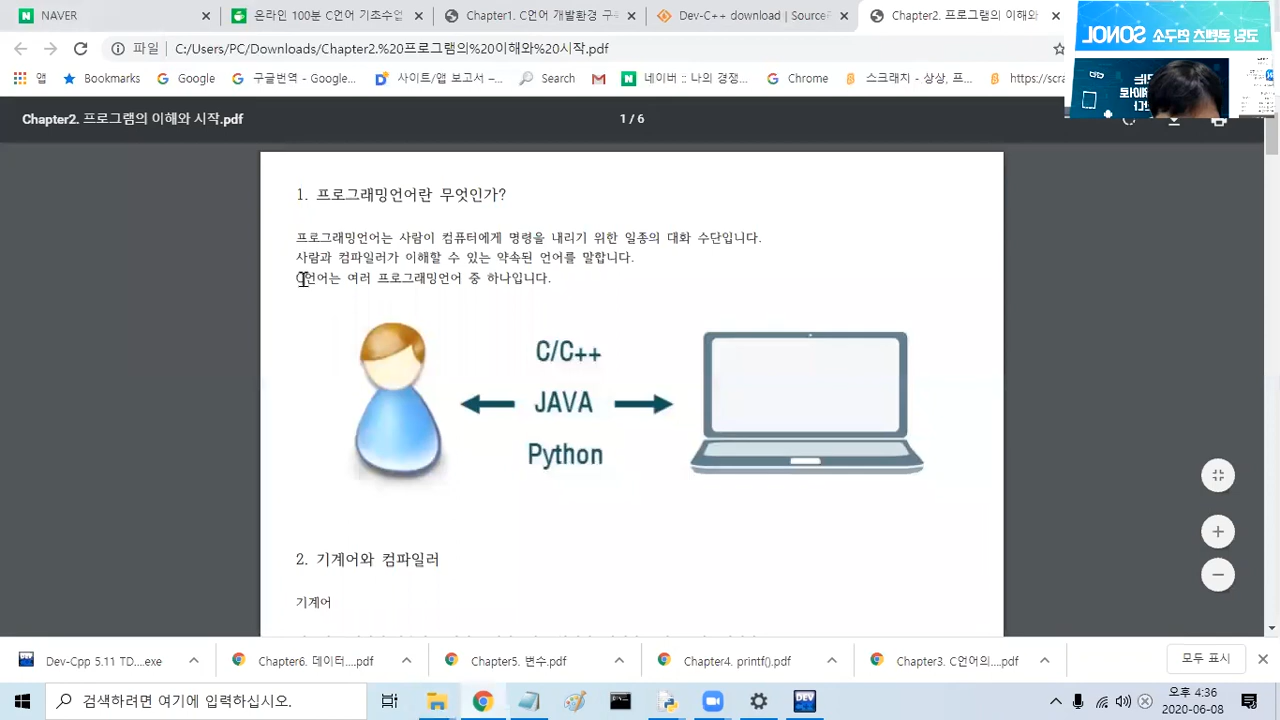 NAVER
온라인 100분 C언어 기초수업
Chapter1. C언어 개발환경 구
Dev-C++ download | Source
Chapter2. 프로그램의 이해와
파일
C:/Users/PC/Downloads/Chapter2.%20프로그램의%20이해와%20시작.pdf
앱
Bookmarks
Google
구글번역 - Google...
사이트/앱 보고서 –...
Search
네이버 :: 나의 경쟁...
Chrome
스크래치 - 상상, 프...
https://scra
코딩 콘텐츠 연구소 SONOL
Chapter2. 프로그램의 이해와 시작.pdf
1 / 6
1. 프로그래밍언어란 무엇인가?
프로그래밍언어는 사람이 컴퓨터에게 명령을 내리기 위한 일종의 대화 수단입니다.
사람과 컴파일러가 이해할 수 있는 약속된 언어를 말합니다.
C언어는 여러 프로그래밍언어 중 하나입니다.
C/C++
JAVA
Python
2. 기계어와 컴파일러
기계어
Dev-Cpp 5.11 TD....exe
Chapter6. 데이터....pdf
Chapter5. 변수.pdf
Chapter4. printf().pdf
Chapter3. C언어의....pdf
모두 표시
검색하려면 여기에 입력하십시오.
DEV
오후 4:36
2020-06-08